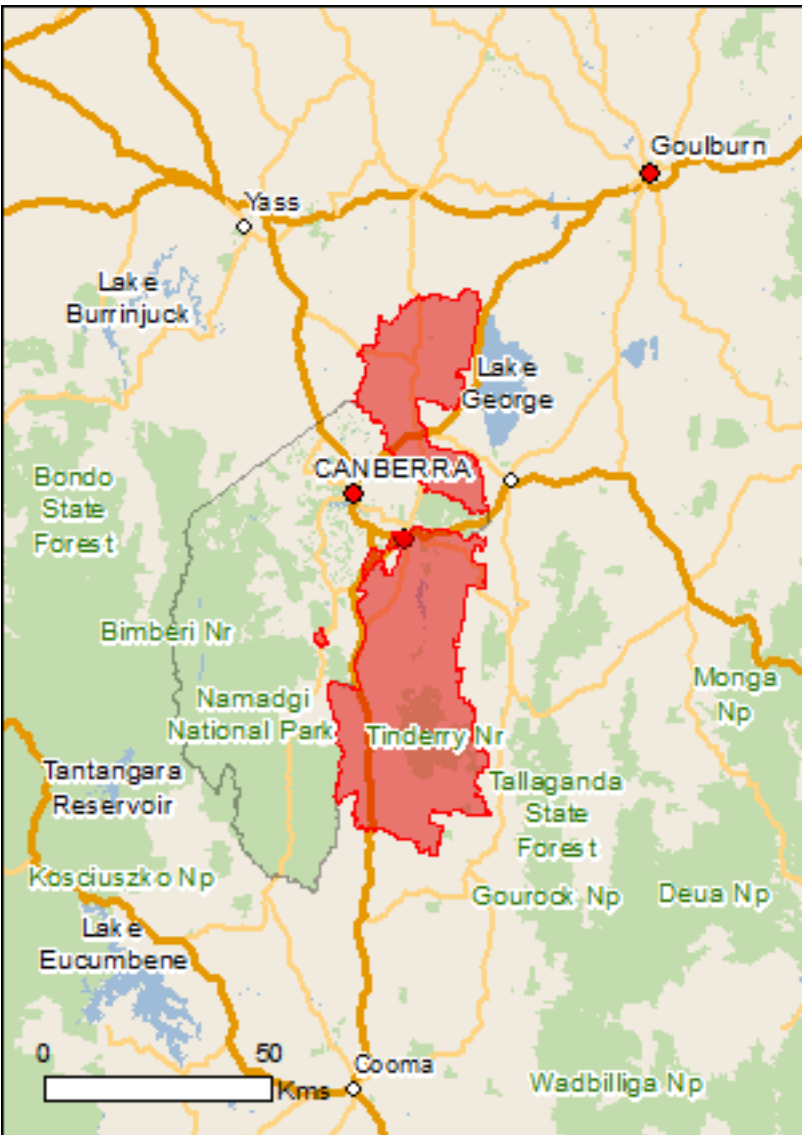 Goulburn
Yass
Lake
Burrinjuck
Lake
George
CANBERRA
Bondo
State
Forest
Bimberi Nr
Monga
Np
Namadgi
National Park
Tinderry Nr
Tantangara
Reservoir
Tallaganda
State
Forest
Kosciuszko Np
Gourock Np
Deua Np
Lake
Eucumbene
0 50
Kms
Cooma
Wadbilliga Np